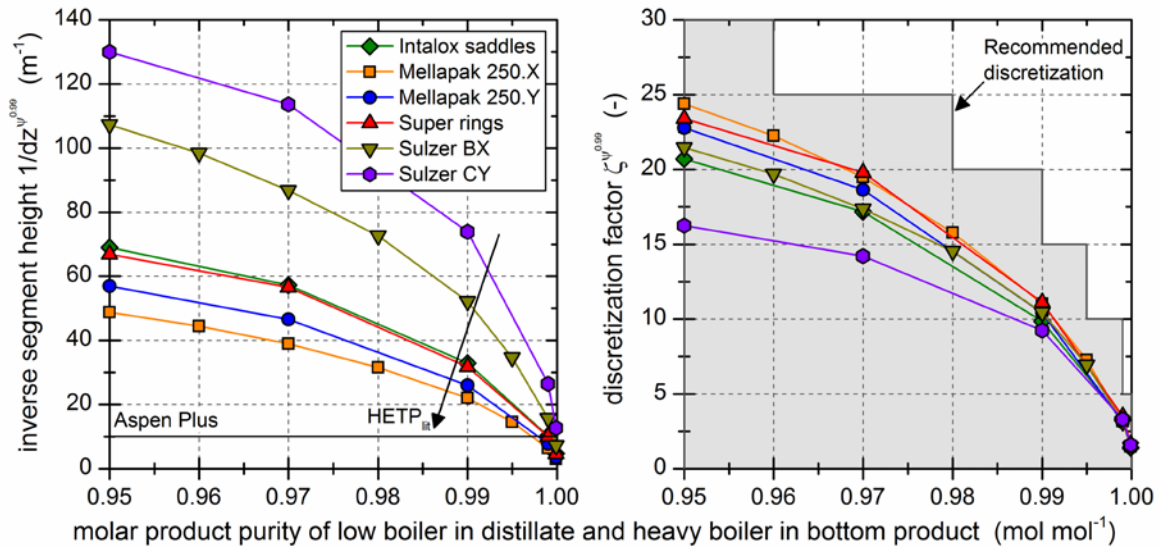 inverse segment height 1/dz^ψ^0.99 (m⁻¹)
140
120
100
80
60
40
20
0
Intalox saddles
Mellapak 250.X
Mellapak 250.Y
Super rings
Sulzer BX
Sulzer CY
Aspen Plus
HETP_lit
0.95 0.96 0.97 0.98 0.99 1.00
discretization factor ζ^ψ^0.99 (-)
30
25
20
15
10
5
0
Recommended
discretization
0.95 0.96 0.97 0.98 0.99 1.00
molar product purity of low boiler in distillate and heavy boiler in bottom product (mol mol⁻¹)